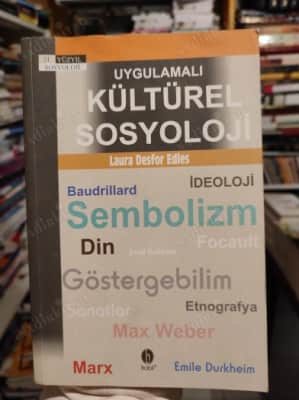 21. YÜZYIL
SOSYOLOJİ
UYGULAMALI
KÜLTÜREL
SOSYOLOJİ
Laura Desfor Edles
İDEOLOJİ
Baudrillard
Sembolizm
Din
Focault
Göstergebilim
Sanatlar
Etnografya
Max Weber
Marx
Emile Durkheim